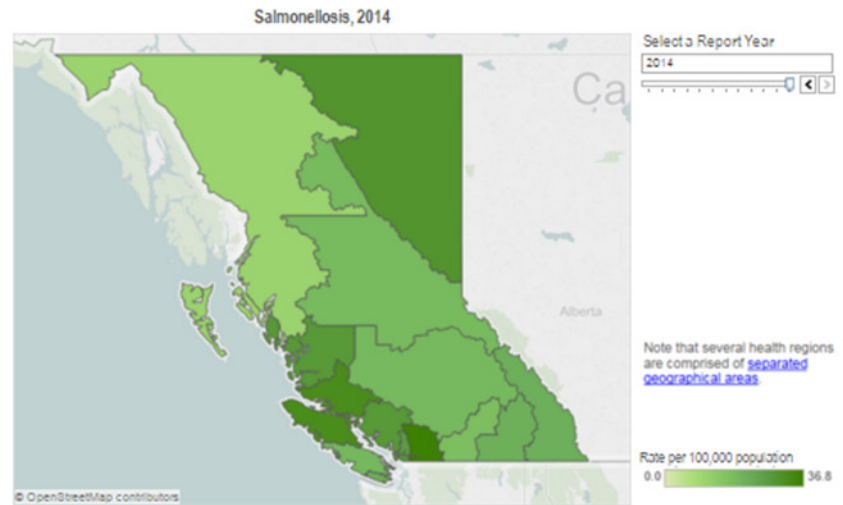 Salmonellosis, 2014
Select a Report Year
2014
Ca
Alberta
Note that several health regions
are comprised of separated
geographical areas.
Rate per 100,000 population
0.0
36.8
© OpenStreetMap contributors